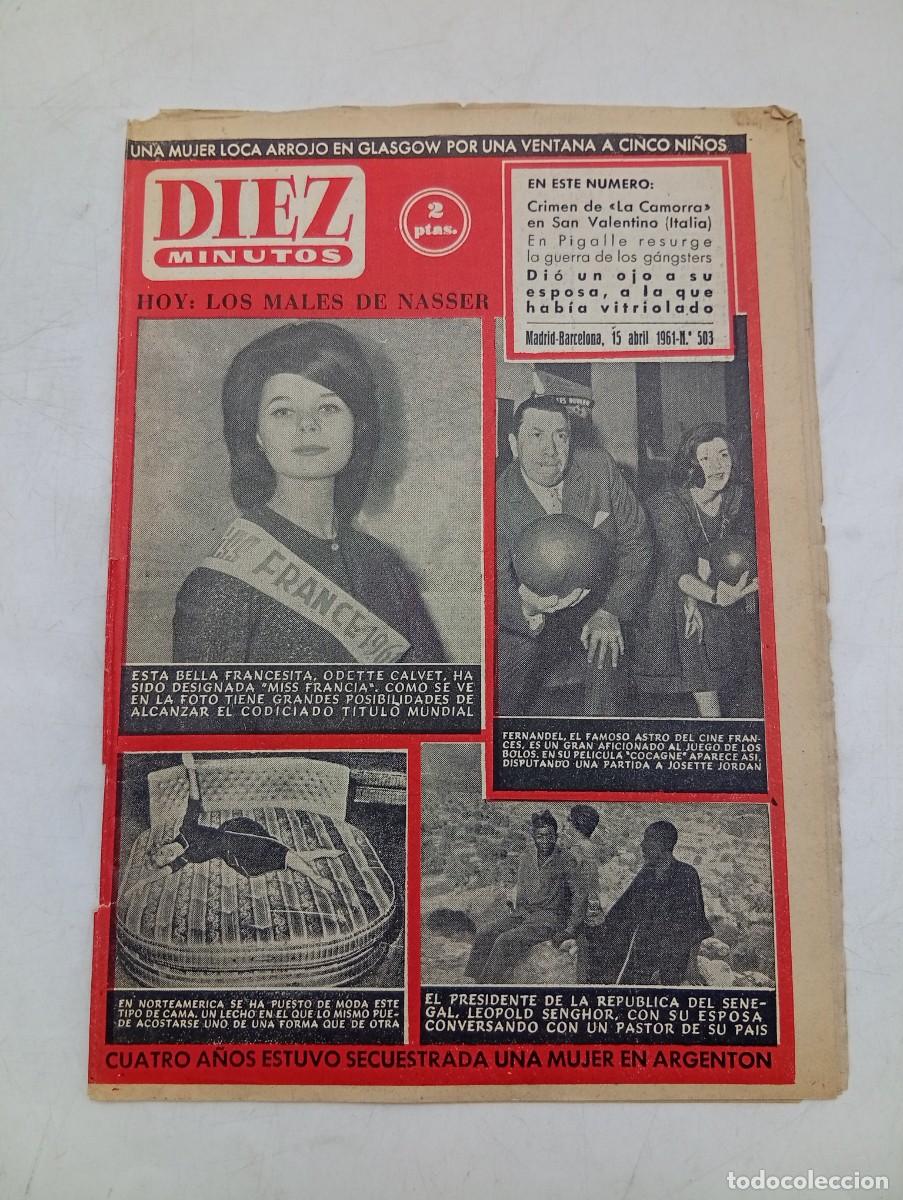 UNA MUJER LOCA ARROJO EN GLASGOW POR UNA VENTANA A CINCO NIÑOS
DIEZ
MINUTOS
2
ptas.
EN ESTE NUMERO:
Crimen de «La Camorra»
en San Valentino (Italia)
En Pigalle resurge
la guerra de los gángsters
Dió un ojo a su
esposa, a la que
había vitriolado
Madrid-Barcelona, 15 abril 1961-N.º 503
HOY: LOS MALES DE NASSER
FRANCE 196
ESTA BELLA FRANCESITA, ODETTE CALVET, HA
SIDO DESIGNADA "MISS FRANCIA". COMO SE VE
EN LA FOTO TIENE GRANDES POSIBILIDADES DE
ALCANZAR EL CODICIADO TITULO MUNDIAL
FERNANDEL, EL FAMOSO ASTRO DEL CINE FRAN-
CES, ES UN GRAN AFICIONADO AL JUEGO DE LOS
BOLOS. EN SU PELICULA "COCAGNE" APARECE ASI,
DISPUTANDO UNA PARTIDA A JOSETTE JORDAN
EN NORTEAMERICA SE HA PUESTO DE MODA ESTE
TIPO DE CAMA. UN LECHO EN EL QUE LO MISMO PUE-
DE ACOSTARSE UNO DE UNA FORMA QUE DE OTRA
EL PRESIDENTE DE LA REPUBLICA DEL SENE-
GAL, LEOPOLD SENGHOR, CON SU ESPOSA
CONVERSANDO CON UN PASTOR DE SU PAIS
CUATRO AÑOS ESTUVO SECUESTRADA UNA MUJER EN ARGENTON
todocoleccion